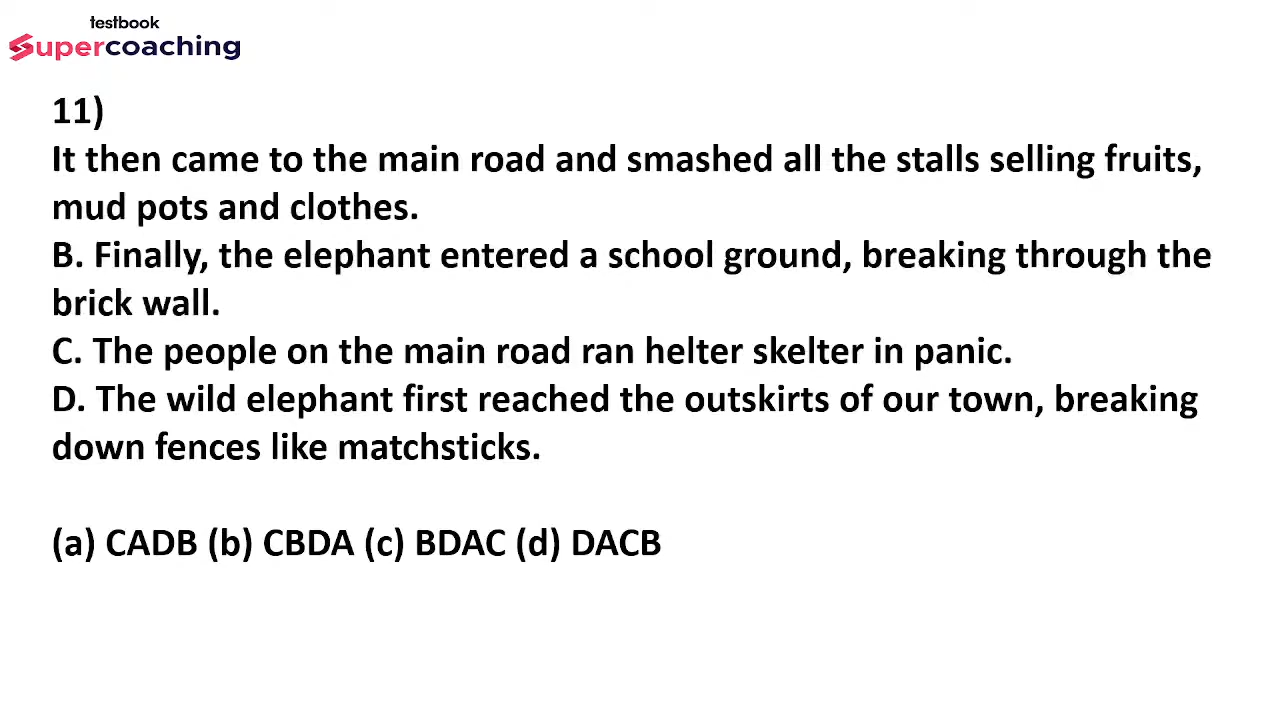 testbook
Supercoaching
11)
It then came to the main road and smashed all the stalls selling fruits,
mud pots and clothes.
B. Finally, the elephant entered a school ground, breaking through the
brick wall.
C. The people on the main road ran helter skelter in panic.
D. The wild elephant first reached the outskirts of our town, breaking
down fences like matchsticks.
(a) CADB (b) CBDA (c) BDAC (d) DACB